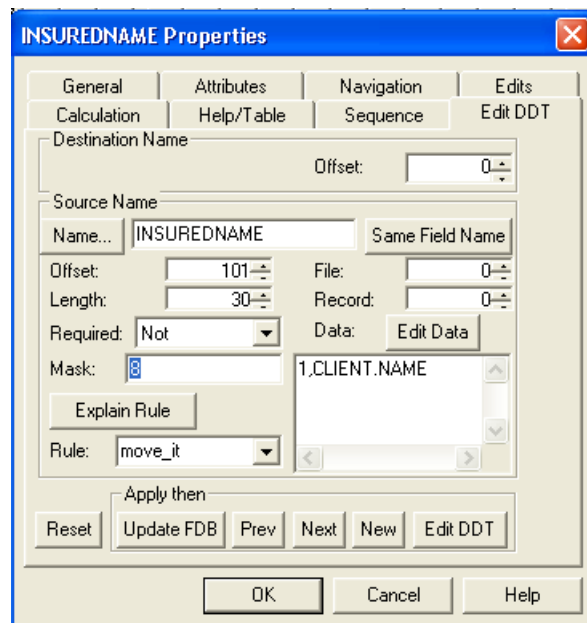 INSUREDNAME Properties
General Attributes Navigation Edits
Calculation Help/Table Sequence Edit DDT
Destination Name
Offset: 0
Source Name
Name... INSUREDNAME Same Field Name
Offset: 101 File: 0
Length: 30 Record: 0
Required: Not Data: Edit Data
Mask: 8 1,CLIENT.NAME
Explain Rule
Rule: move_it
Apply then
Reset Update FDB Prev Next New Edit DDT
OK Cancel Help